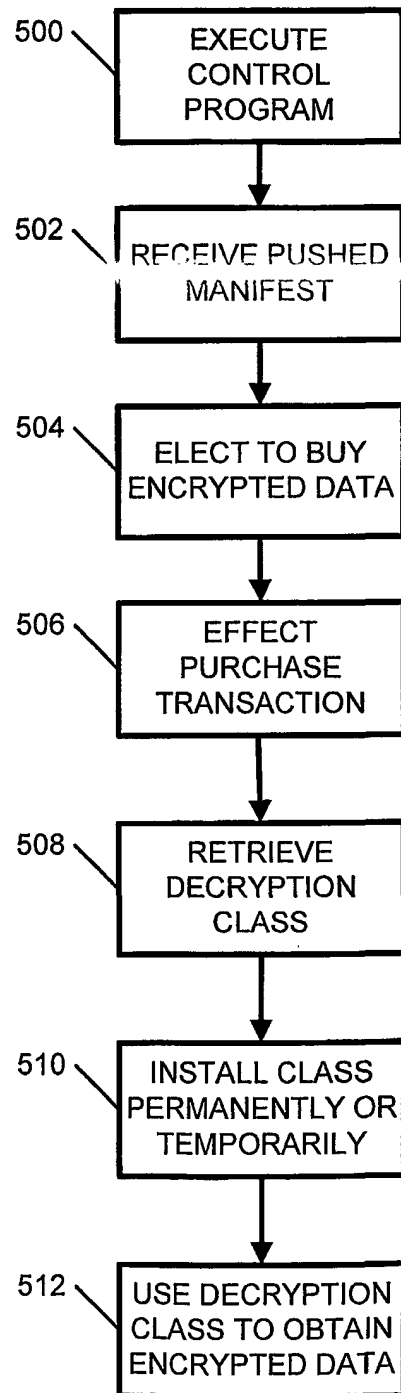 500
EXECUTE
CONTROL
PROGRAM
502
RECEIVE PUSHED
MANIFEST
504
ELECT TO BUY
ENCRYPTED DATA
506
EFFECT
PURCHASE
TRANSACTION
508
RETRIEVE
DECRYPTION
CLASS
510
INSTALL CLASS
PERMANENTLY OR
TEMPORARILY
512
USE DECRYPTION
CLASS TO OBTAIN
ENCRYPTED DATA